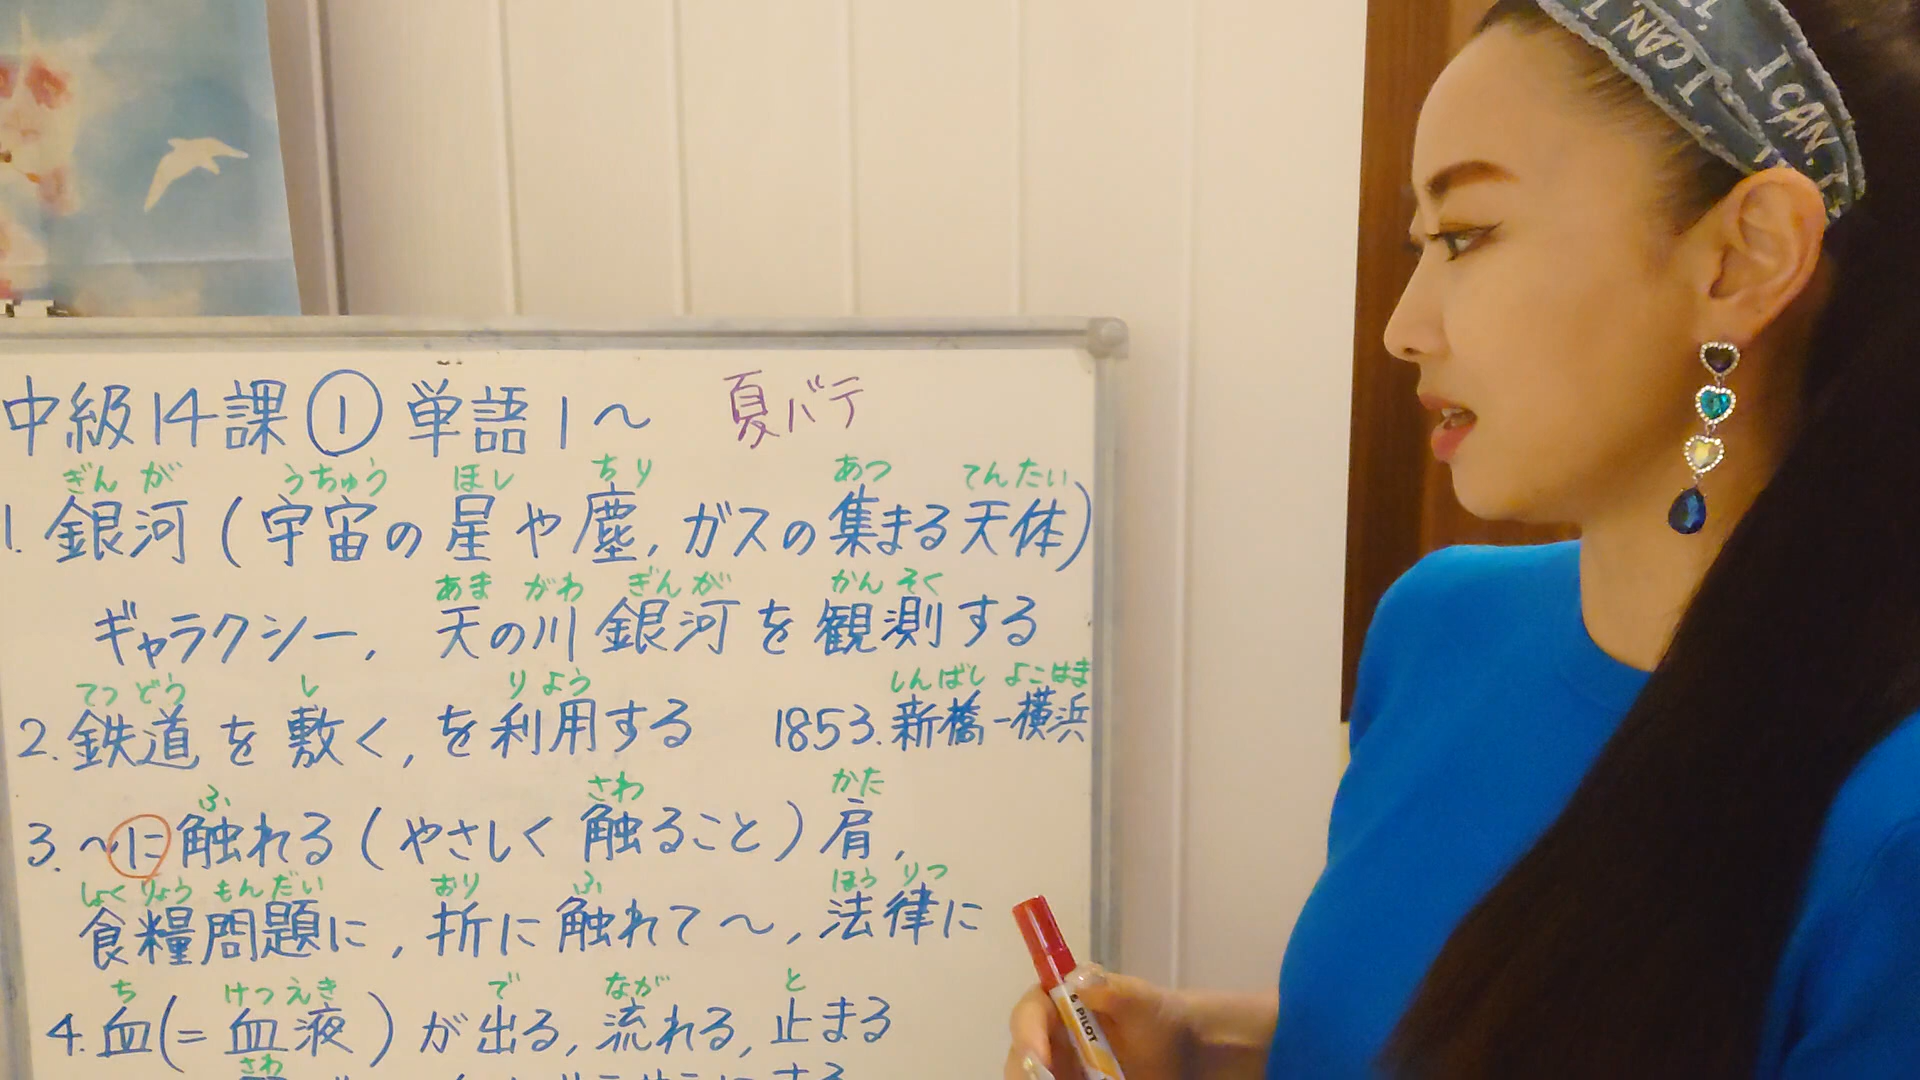 中級14課① 単語1～ 夏バテ
ぎんが うちゅう ほし ちり あつ てんたい
1. 銀河(宇宙の星や塵,ガスの集まる天体)
あま がわ ぎんが かんそく
ギャラクシー, 天の川銀河を観測する
てつどう し りよう しんばし よこはま
2. 鉄道を敷く,を利用する 1853.新橋-横浜
ふ さわ かた
3. ～に触れる(やさしく触ること)肩,
しょくりょうもんだい おり ふ ほうりつ
食糧問題に,折に触れて～,法律に
ち けつえき で なが と
4. 血(=血液)が出る,流れる,止まる
さわ
I CAN
I CAN
PILOT